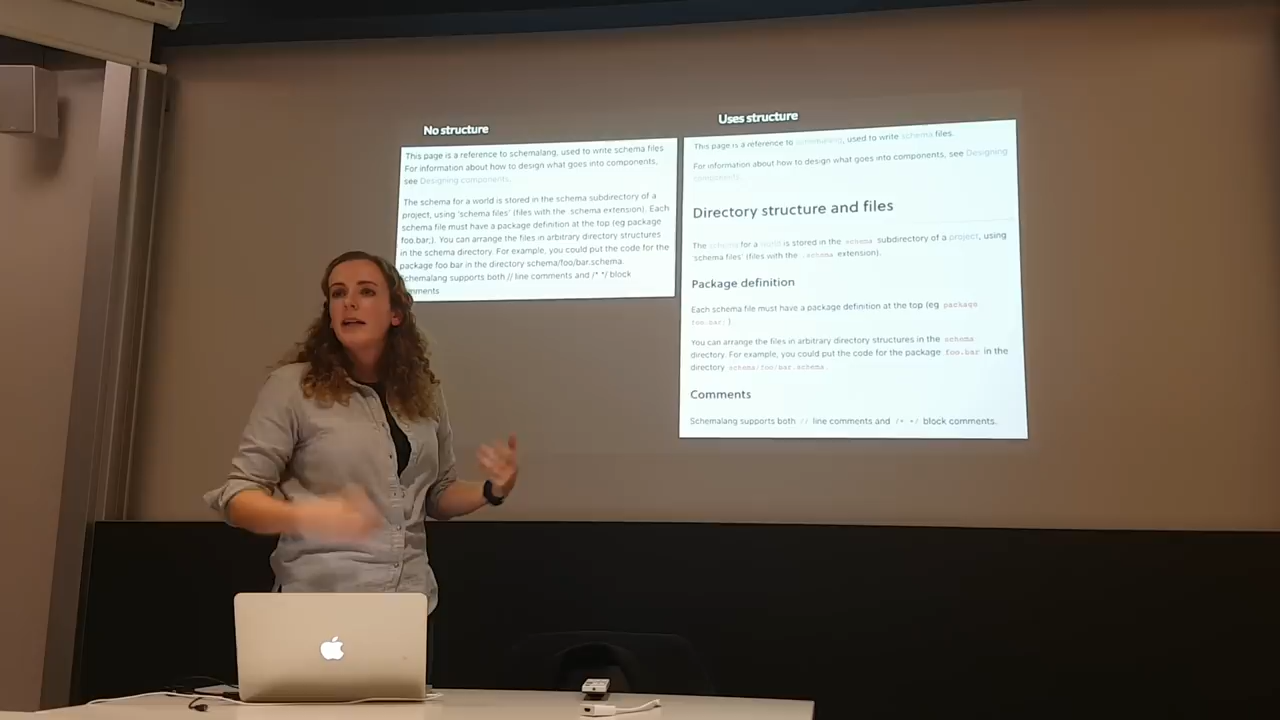 No structure
This page is a reference to schemalang, used to write schema files
For information about how to design what goes into components,
see Designing components.
The schema for a world is stored in the schema subdirectory of a
project, using 'schema files' (files with the .schema extension). Each
schema file must have a package definition at the top (eg package
foo.bar;). You can arrange the files in arbitrary directory structures
in the schema directory. For example, you could put the code for the
package foo.bar in the directory schema/foo/bar.schema.
Schemalang supports both // line comments and /* */ block
mments
Uses structure
This page is a reference to schemalang, used to write schema files.
For information about how to design what goes into components, see Designing
components.
Directory structure and files
The schema for a world is stored in the schema subdirectory of a project, using
'schema files' (files with the .schema extension).
Package definition
Each schema file must have a package definition at the top (eg package
foo.bar; )
You can arrange the files in arbitrary directory structures in the schema
directory. For example, you could put the code for the package foo.bar in the
directory schema/foo/bar.schema.
Comments
Schemalang supports both // line comments and /* */ block comments.